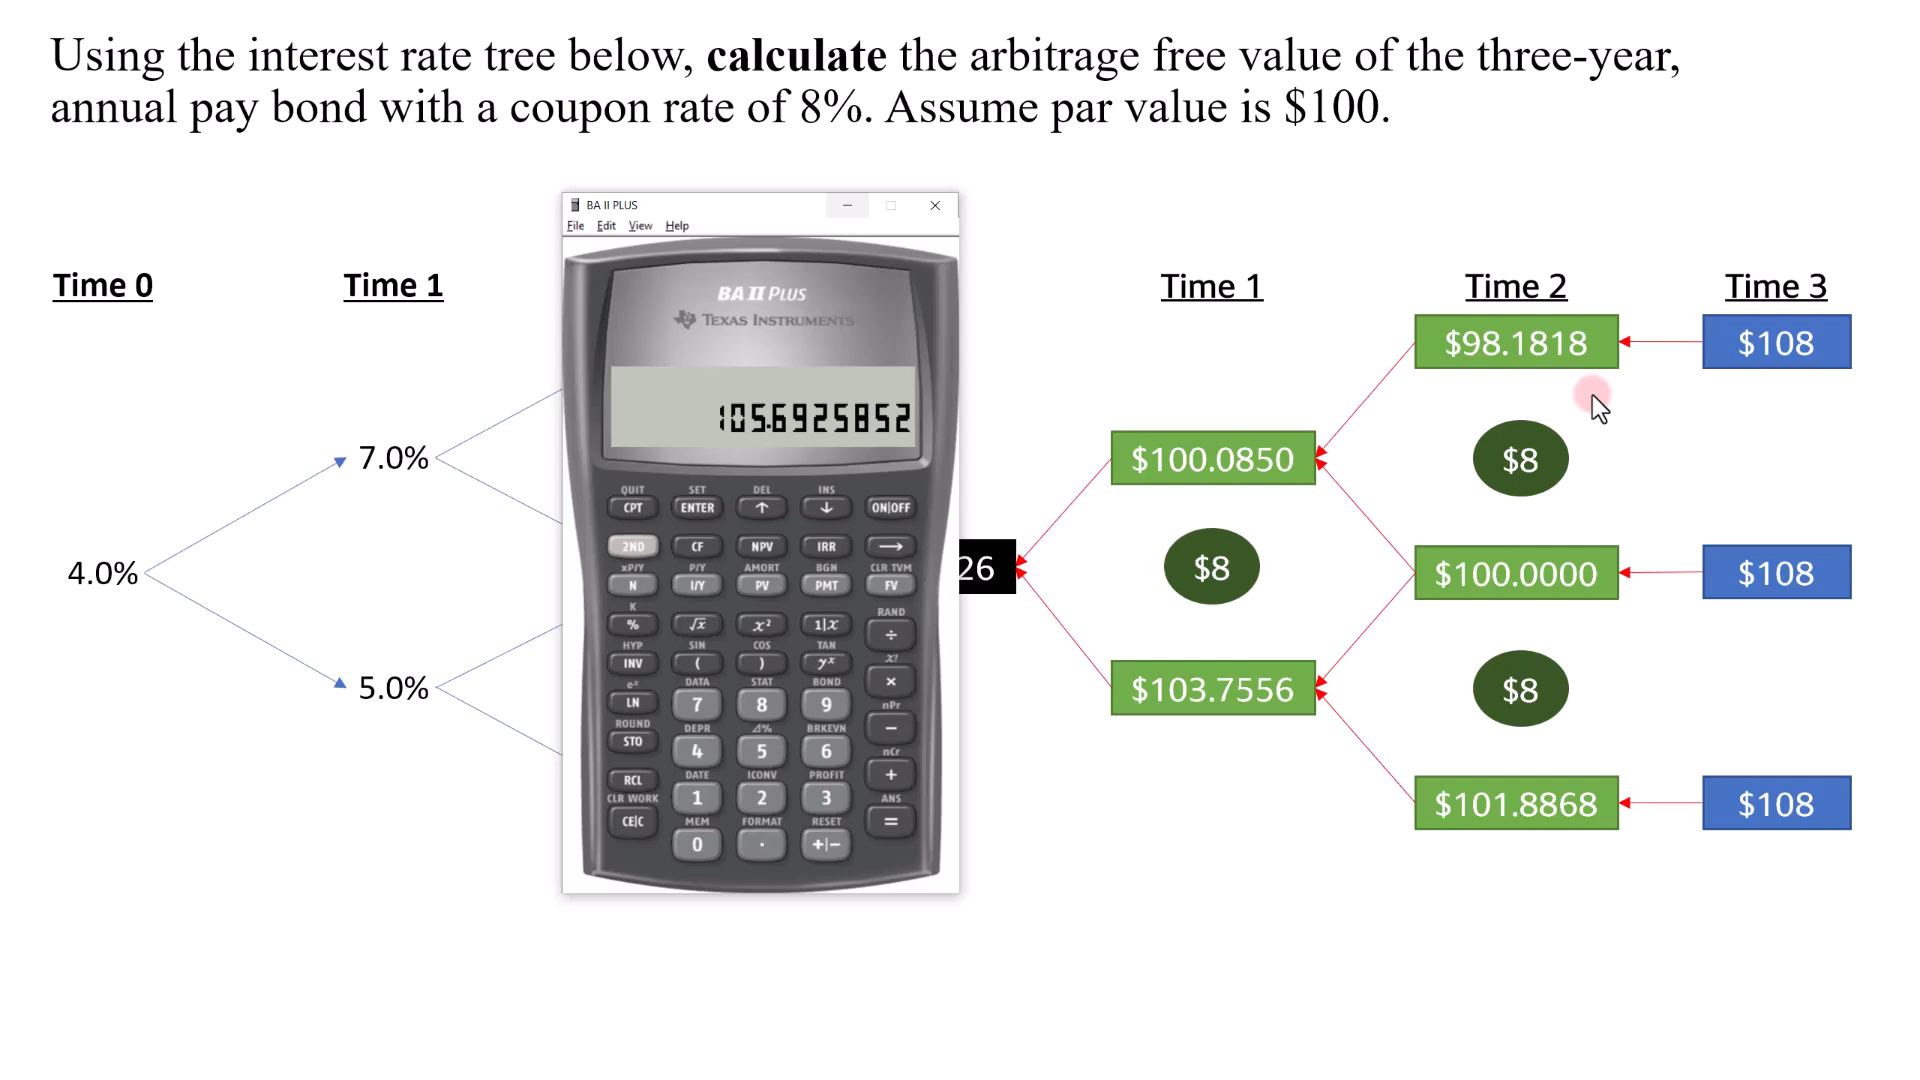 Using the interest rate tree below, calculate the arbitrage free value of the three-year,
annual pay bond with a coupon rate of 8%. Assume par value is $100.
BA II PLUS
File Edit View Help
Time 0
Time 1
Time 1
Time 2
Time 3
BA II PLUS
TEXAS INSTRUMENTS
105.6925852
$98.1818
$108
7.0%
$100.0850
$8
4.0%
26
$8
$100.0000
$108
5.0%
$103.7556
$8
$101.8868
$108
QUIT SET DEL INS
CPT ENTER ↑ ↓ ON|OFF
2ND CF NPV IRR →
xP/Y P/Y AMORT BGN CLR TVM
N I/Y PV PMT FV
K RAND
% √x x² 1|x ÷
HYP SIN COS TAN x!
INV ( ) yˣ ×
eˣ DATA STAT BOND nPr
LN 7 8 9 −
ROUND DEPR Δ% BRKEVN nCr
STO 4 5 6 +
DATE ICONV PROFIT ANS
RCL 1 2 3 =
CLR WORK MEM FORMAT RESET
CE|C 0 . +|−